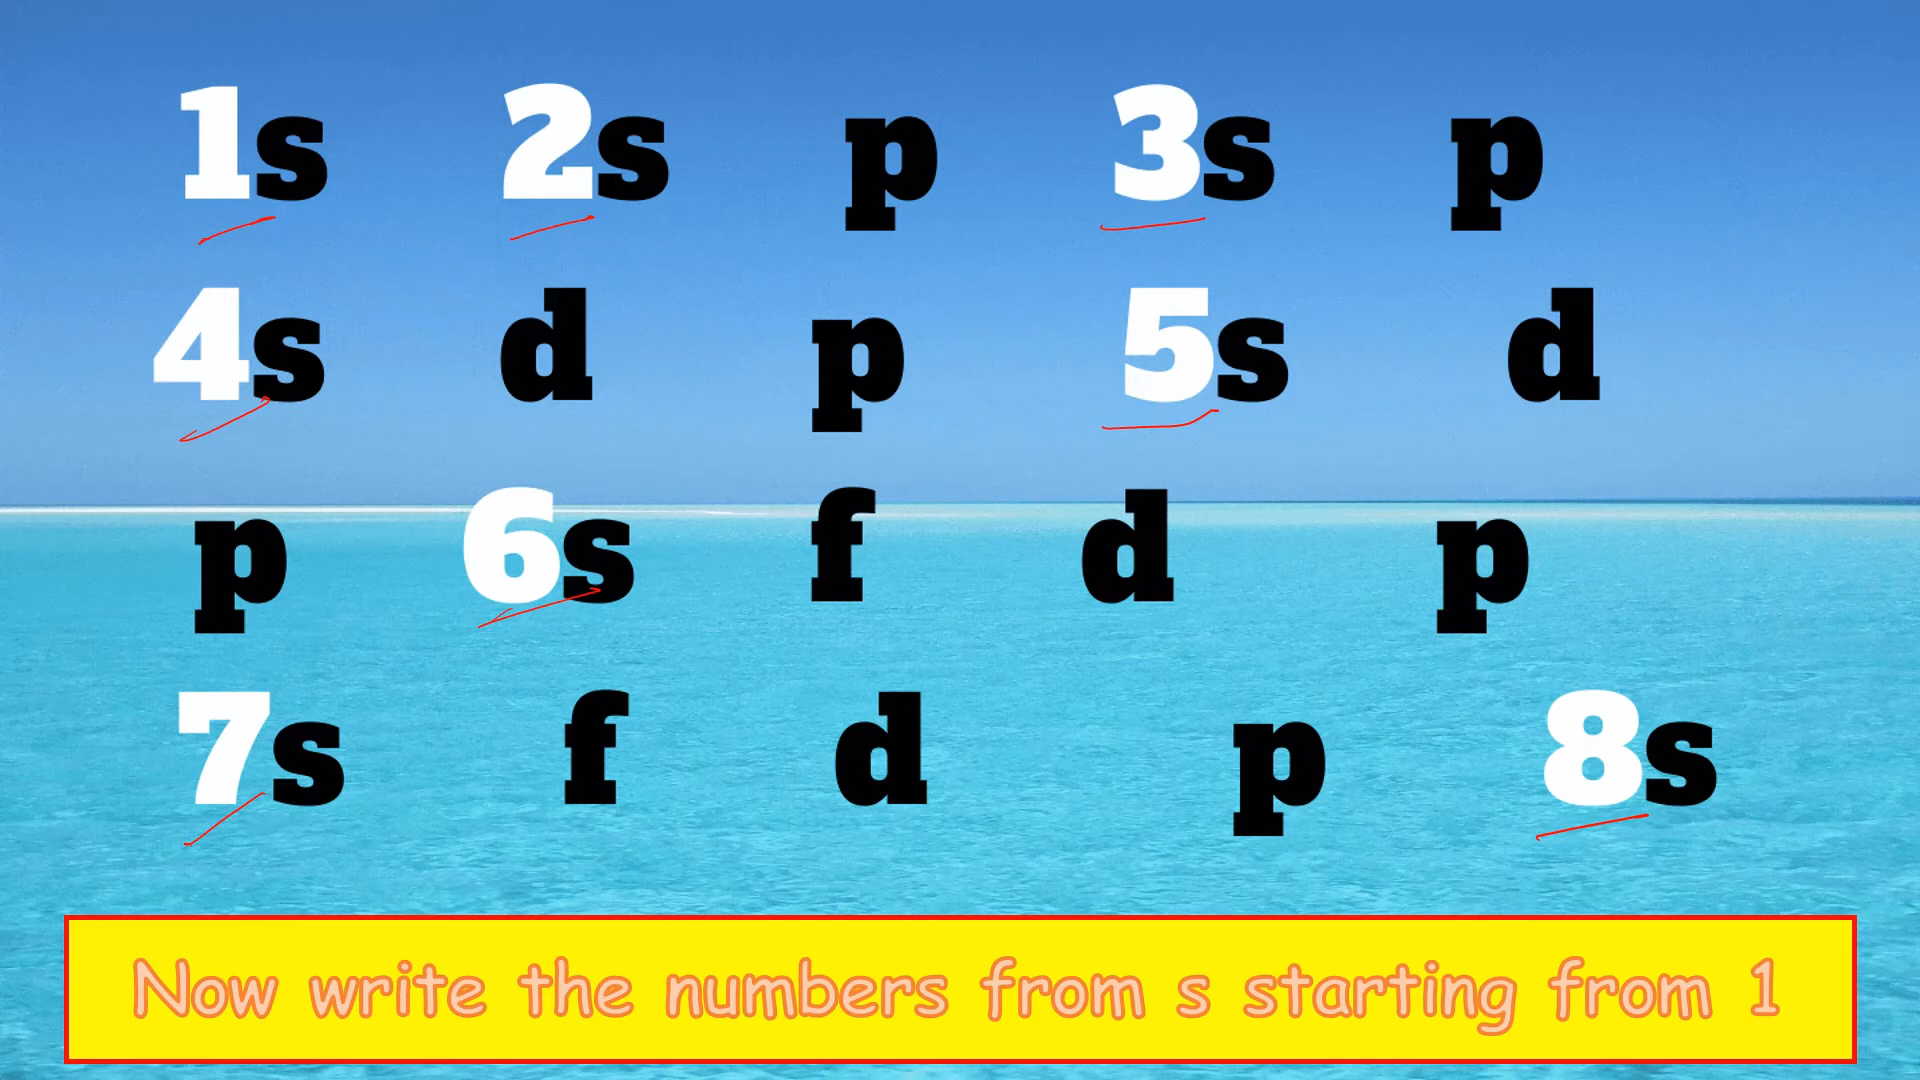 1s 2s p 3s p
4s d p 5s d
p 6s f d p
7s f d p 8s
Now write the numbers from s starting from 1